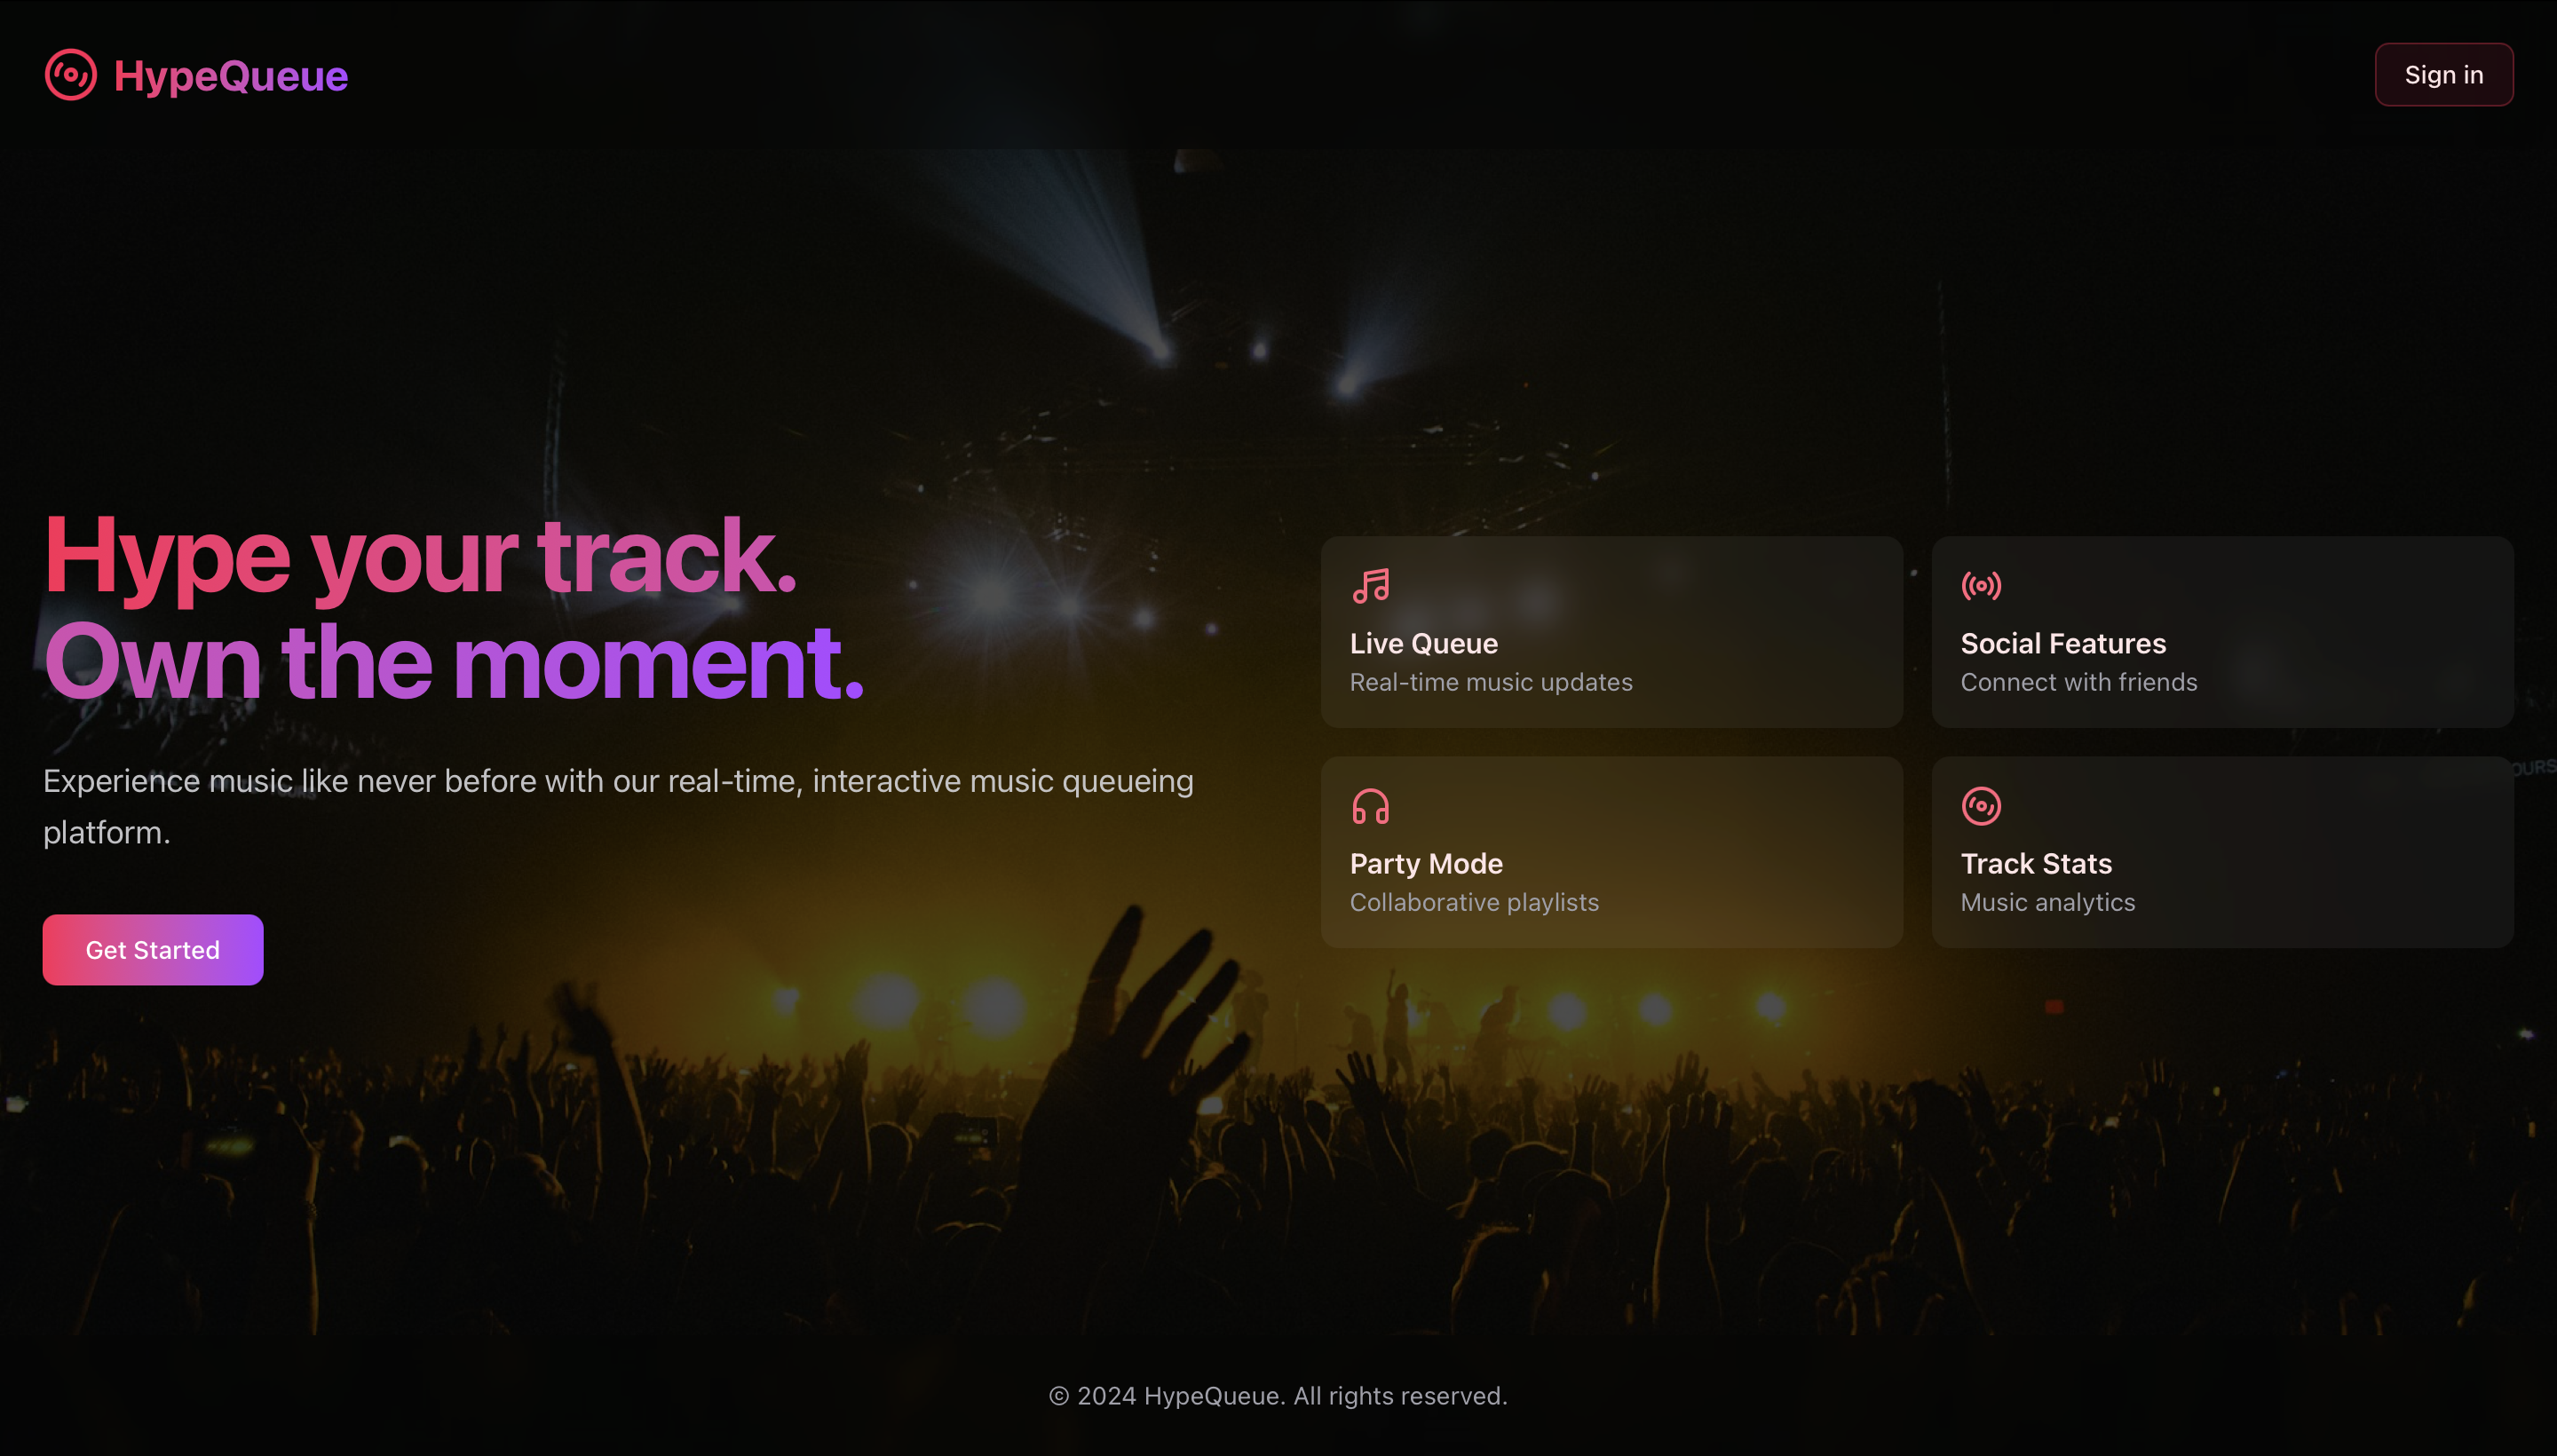 HypeQueue
Sign in
Hype your track.
Own the moment.
Experience music like never before with our real-time, interactive music queueing
platform.
Get Started
Live Queue
Real-time music updates
Social Features
Connect with friends
Party Mode
Collaborative playlists
Track Stats
Music analytics
© 2024 HypeQueue. All rights reserved.